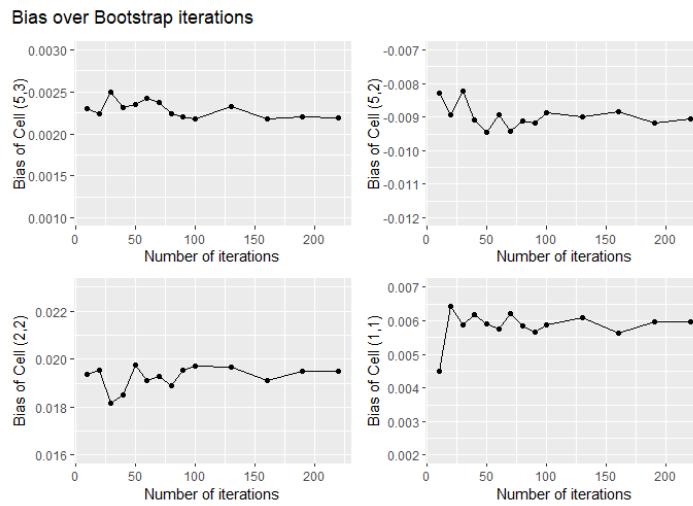 Bias over Bootstrap iterations
0.0030
0.0025
0.0020
0.0015
0.0010
Bias of Cell (5,3)
0 50 100 150 200
Number of iterations
-0.007
-0.008
-0.009
-0.010
-0.011
-0.012
Bias of Cell (5,2)
0 50 100 150 200
Number of iterations
0.022
0.020
0.018
0.016
Bias of Cell (2,2)
0 50 100 150 200
Number of iterations
0.007
0.006
0.005
0.004
0.003
0.002
Bias of Cell (1,1)
0 50 100 150 200
Number of iterations